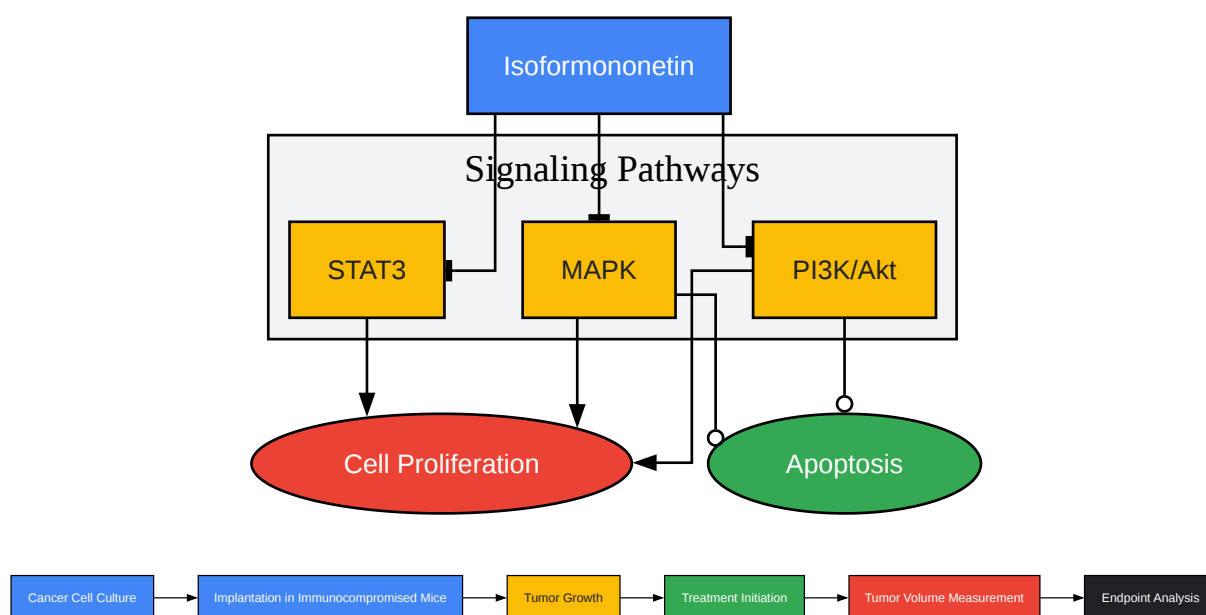 Isoformononetin
Signaling Pathways
STAT3
MAPK
PI3K/Akt
Cell Proliferation
Apoptosis
Cancer Cell Culture
Implantation in Immunocompromised Mice
Tumor Growth
Treatment Initiation
Tumor Volume Measurement
Endpoint Analysis